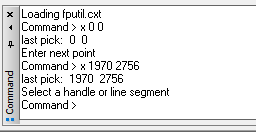 Loading fputil.cxt
Command > x 0 0
last pick:  0  0
Enter next point
Command > x 1970 2756
last pick:  1970  2756
Select a handle or line segment
Command >
Command